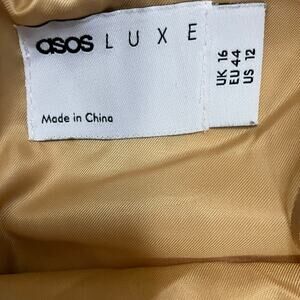 asos LUXE
Made in China
UK 16
EU 44
US 12